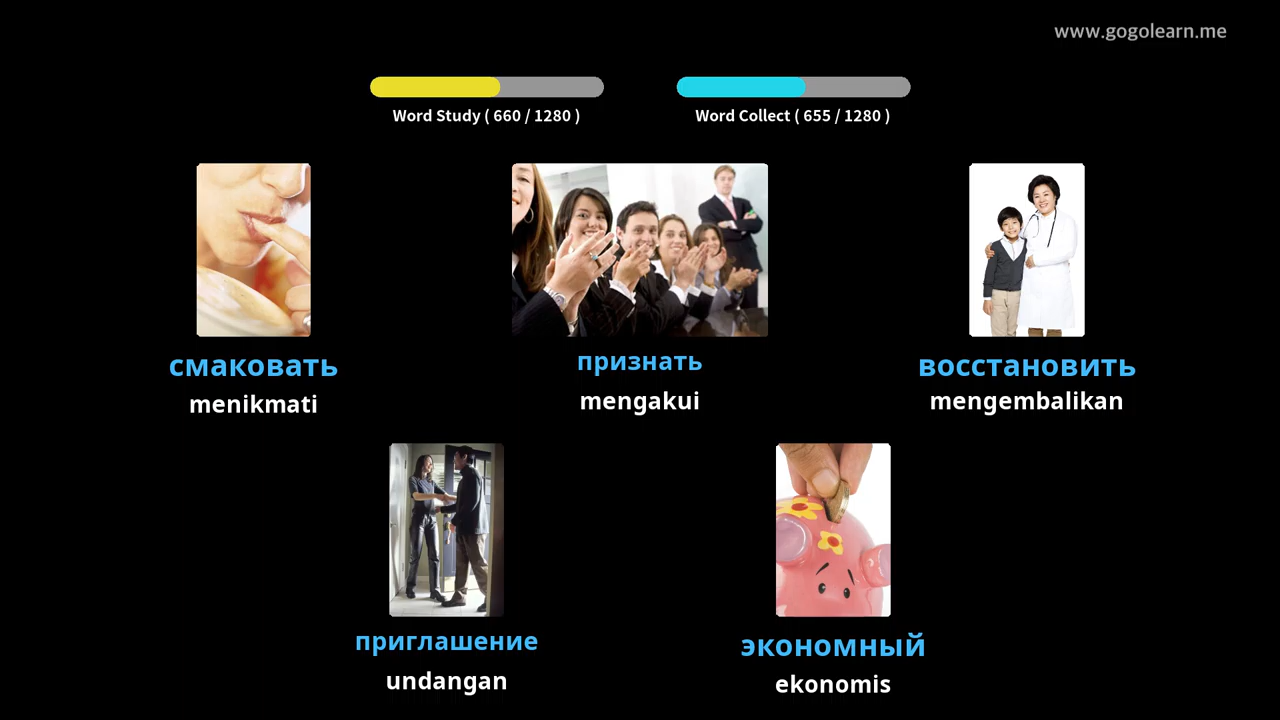 www.gogolearn.me
Word Study ( 660 / 1280 )
Word Collect ( 655 / 1280 )
смаковать
menikmati
признать
mengakui
восстановить
mengembalikan
приглашение
undangan
экономный
ekonomis